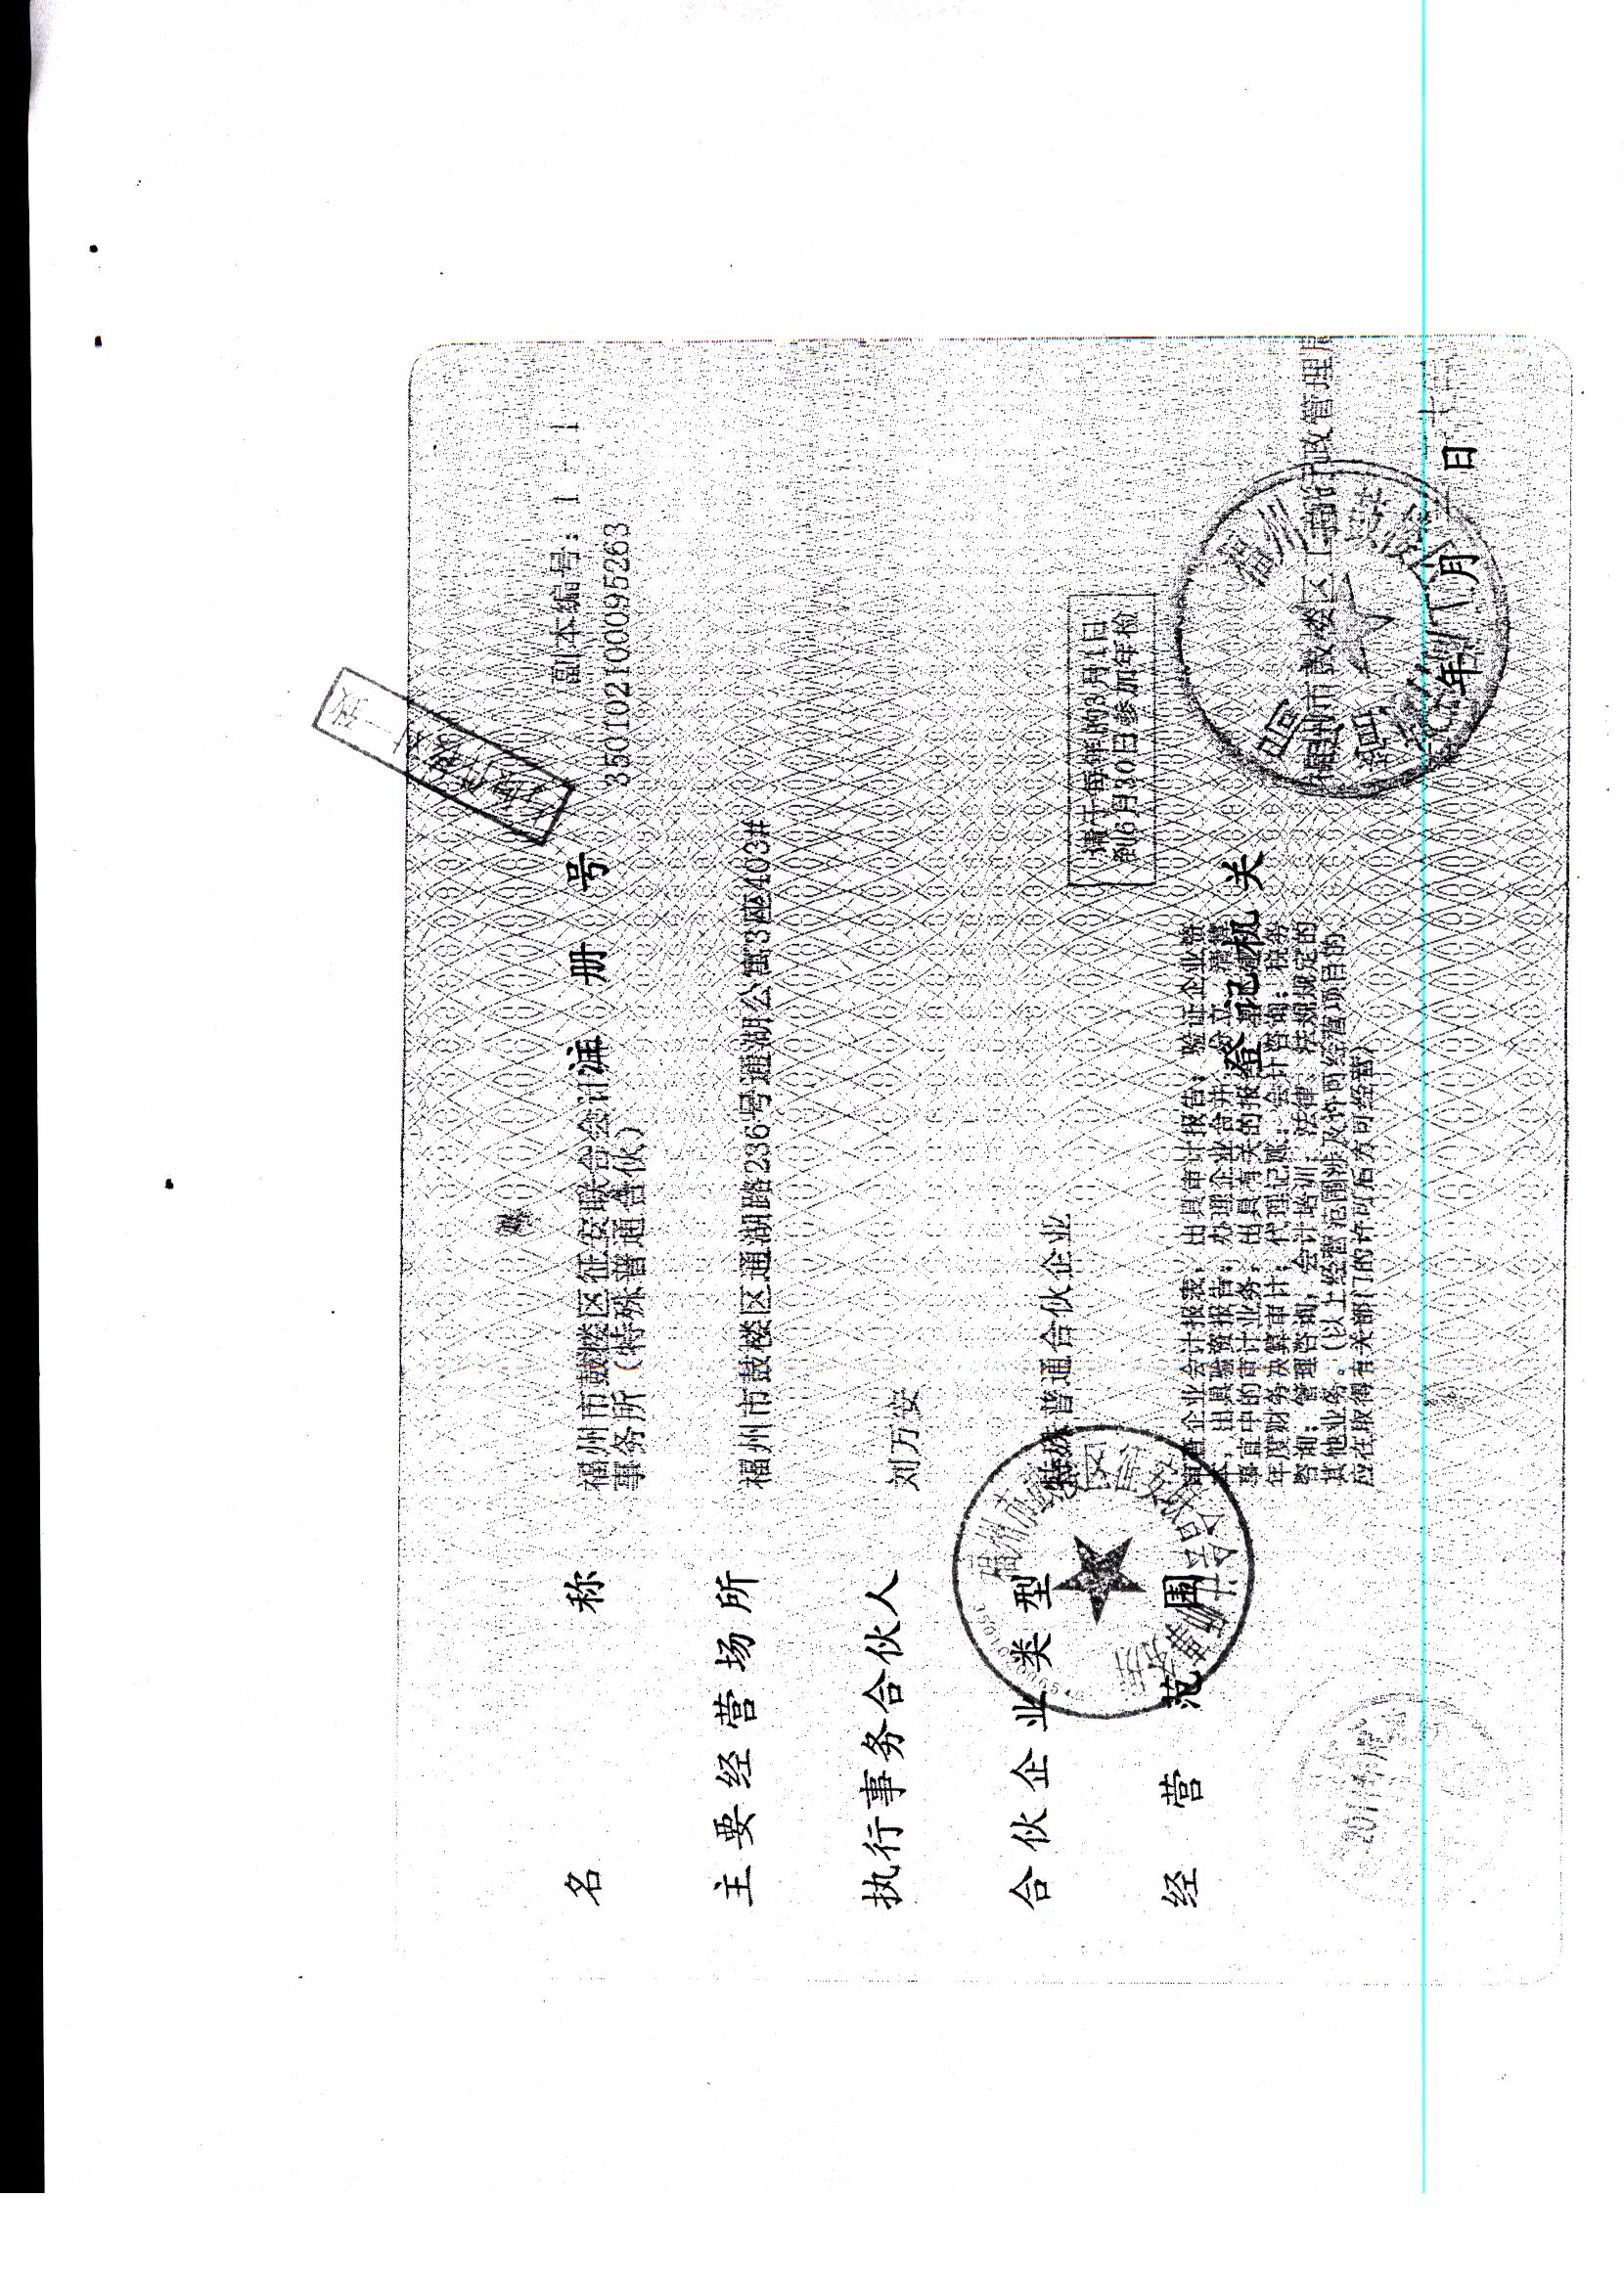 副本编号：1－1
注册号 350102100095263
名称 福州市鼓楼区征安联合会计师
事务所（特殊普通合伙）
主要经营场所 福州市鼓楼区通湖路236号通湖公寓3座403#
执行事务合伙人 刘万安
合伙企业类型 特殊普通合伙企业
经营范围 审查企业会计报表，出具审计报告；验证企业资
本，出具验资报告；办理企业合并、分立、清算
事宜中的审计业务，出具有关的报告；
年度财务决算审计；代理记账；会计咨询；税务
咨询；管理咨询，会计培训；法律、法规规定的
其他业务。（以上经营范围涉及许可经营项目的，
应在取得有关部门的许可后方可经营）
请于每年的3月1日
到6月30日参加年检
登记机关
福州市鼓楼区工商行政管理局
年 月 日